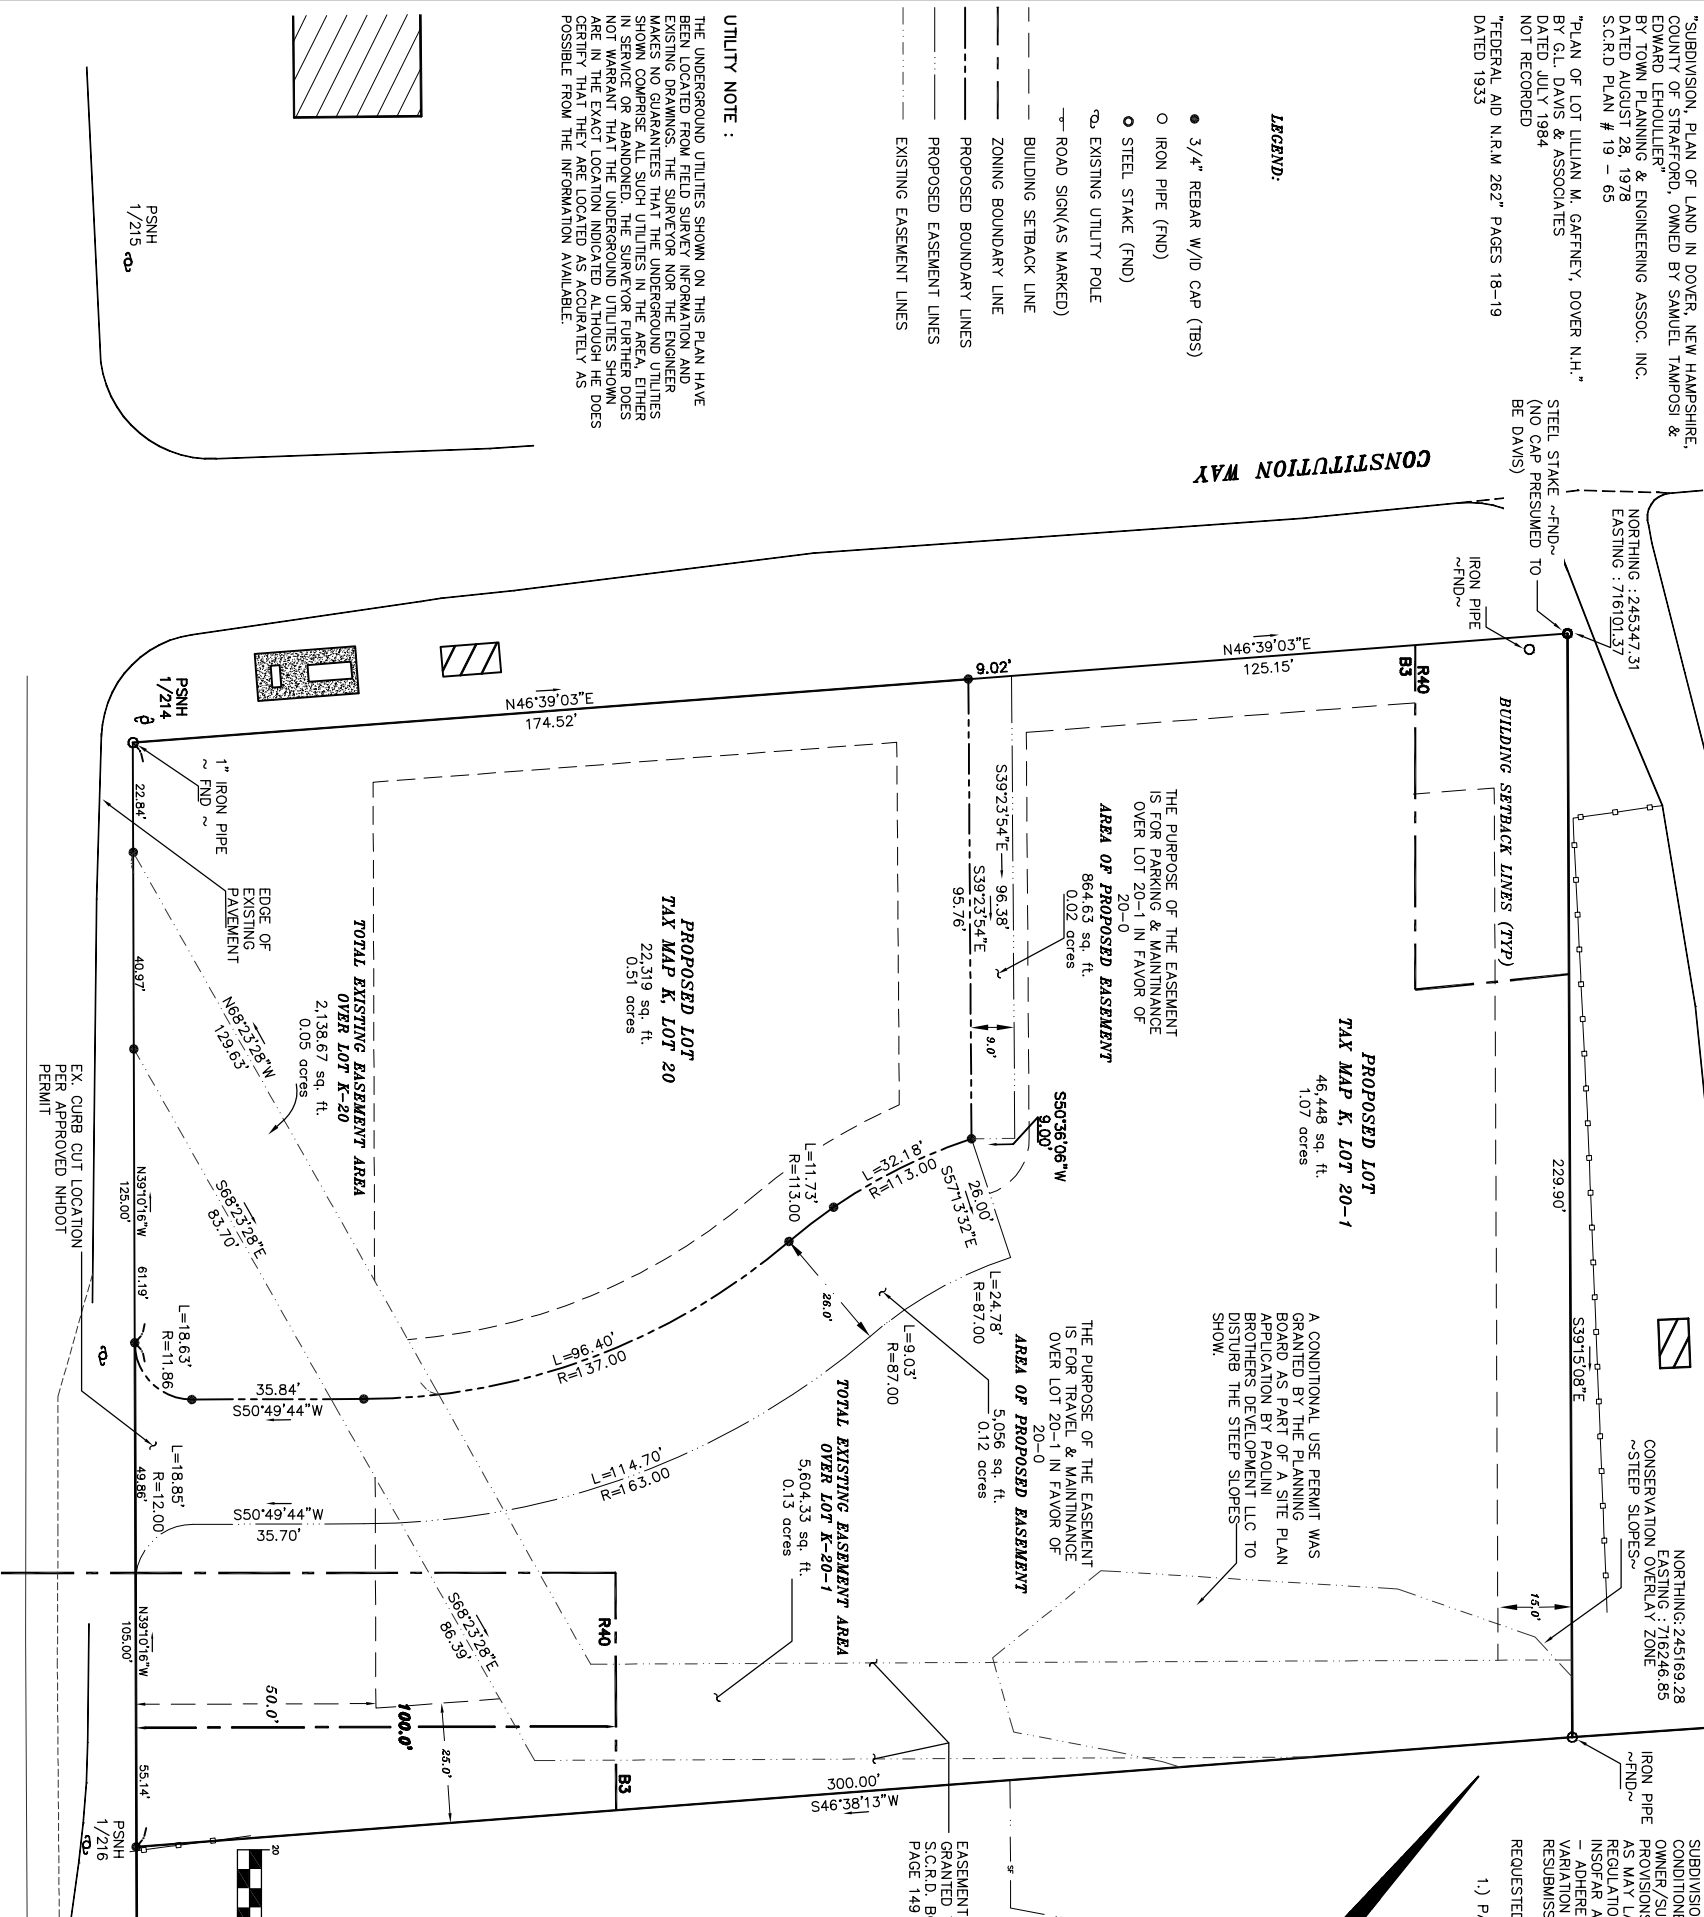 "SUBDIVISION, PLAN OF LAND IN DOVER, NEW HAMPSHIRE,
COUNTY OF STRAFFORD, OWNED BY SAMUEL TAMPOSI &
EDWARD LEHOULLIER"
BY TOWN PLANNING & ENGINEERING ASSOC. INC.
DATED AUGUST 28, 1978
S.C.R.D PLAN # 19 - 65
"PLAN OF LOT LILLIAN M. GAFFNEY, DOVER N.H."
BY G.L. DAVIS & ASSOCIATES
DATED JULY 1984
NOT RECORDED
"FEDERAL AID N.R.M 262" PAGES 18-19
DATED 1933
LEGEND:
3/4" REBAR W/ID CAP (TBS)
IRON PIPE (FND)
STEEL STAKE (FND)
EXISTING UTILITY POLE
ROAD SIGN(AS MARKED)
BUILDING SETBACK LINE
ZONING BOUNDARY LINE
PROPOSED BOUNDARY LINES
PROPOSED EASEMENT LINES
EXISTING EASEMENT LINES
UTILITY NOTE :
THE UNDERGROUND UTILITIES SHOWN ON THIS PLAN HAVE
BEEN LOCATED FROM FIELD SURVEY INFORMATION AND
EXISTING DRAWINGS. THE SURVEYOR NOR THE ENGINEER
MAKES NO GUARANTEES THAT THE UNDERGROUND UTILITIES
SHOWN COMPRISE ALL SUCH UTILITIES IN THE AREA, EITHER
IN SERVICE OR ABANDONED. THE SURVEYOR FURTHER DOES
NOT WARRANT THAT THE UNDERGROUND UTILITIES SHOWN
ARE IN THE EXACT LOCATION INDICATED ALTHOUGH HE DOES
CERTIFY THAT THEY ARE LOCATED AS ACCURATELY AS
POSSIBLE FROM THE INFORMATION AVAILABLE.
PSNH
1/215
CONSTITUTION WAY
STEEL STAKE ~FND~
(NO CAP PRESUMED TO
BE DAVIS)
NORTHING : 245347.31
EASTING : 716101.37
IRON PIPE
~FND~
N46°39'03"E
125.15'
R40
B3
9.02'
N46°39'03"E
174.52'
PSNH
1/214
1" IRON PIPE
~ FND ~
EDGE OF
EXISTING
PAVEMENT
BUILDING SETBACK LINES (TYP)
S39°23'54"E
96.38'
S39°23'54"E
95.76'
THE PURPOSE OF THE EASEMENT
IS FOR PARKING & MAINTINANCE
OVER LOT 20-1 IN FAVOR OF
20-0
AREA OF PROPOSED EASEMENT
864.63 sq. ft.
0.02 acres
9.0'
PROPOSED LOT
TAX MAP K, LOT 20
22,319 sq. ft.
0.51 acres
PROPOSED LOT
TAX MAP K, LOT 20-1
46,448 sq. ft.
1.07 acres
229.90'
S39°15'08"E
TOTAL EXISTING EASEMENT AREA
OVER LOT K-20
2,138.67 sq. ft.
0.05 acres
22.84'
40.97'
N39°10'16"W
125.00'
61.19'
N68°23'28"W
129.63'
S68°23'28"E
83.70'
EX. CURB CUT LOCATION
PER APPROVED NHDOT
PERMIT
S50°36'06"W
9.00'
L=32.18'
R=113.00
L=11.73'
R=113.00
26.00'
S57°13'32"E
L=24.78'
R=87.00
L=9.03'
R=87.00
26.0'
L=96.40'
R=137.00
L=18.63'
R=11.86
35.84'
S50°49'44"W
L=18.85'
R=12.00
49.86'
S50°49'44"W
35.70'
L=114.70'
R=163.00
THE PURPOSE OF THE EASEMENT
IS FOR TRAVEL & MAINTINANCE
OVER LOT 20-1 IN FAVOR OF
20-0
AREA OF PROPOSED EASEMENT
5,056 sq. ft.
0.12 acres
TOTAL EXISTING EASEMENT AREA
OVER LOT K-20-1
5,604.33 sq. ft.
0.13 acres
A CONDITIONAL USE PERMIT WAS
GRANTED BY THE PLANNING
BOARD AS PART OF A SITE PLAN
APPLICATION BY PAOLINI
BROTHERS DEVELOPMENT LLC TO
DISTURB THE STEEP SLOPES
SHOW.
CONSERVATION OVERLAY ZONE
~STEEP SLOPES~
NORTHING: 245169.28
EASTING : 716246.85
15.0'
IRON PIPE
~FND~
S68°23'28"E
86.39'
N39°10'16"W
105.00'
R40
B3
50.0'
100.0'
25.0'
55.14'
300.00'
S46°38'13"W
PSNH
1/216
20
SF
EASEMENT
GRANTED
S.C.R.D. B
PAGE 149
SUBDIVISIO
CONDITIONE
OWNER/SU
PROVISIONS
AS MAY LA
REGULATIO
INSOFAR A
- ADHERE
VARIATION
RESUBMISS
REQUESTED
1.) PA